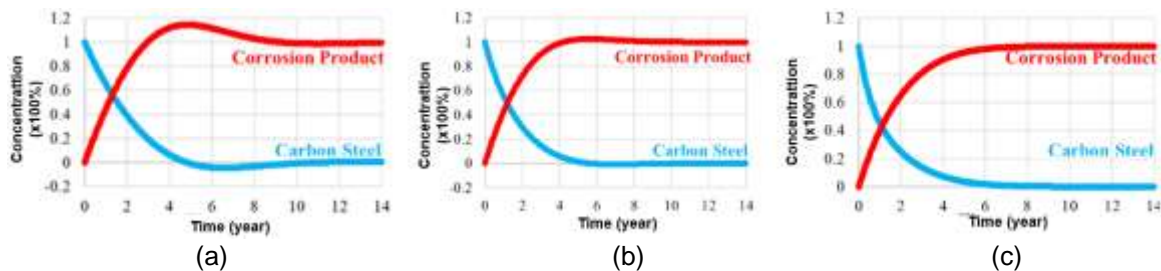 1.2
1
0.8
0.6
0.4
0.2
0
-0.2
Concentrattion
(x100%)
Corrosion Product
Carbon Steel
0 2 4 6 8 10 12 14
Time (year)
(a)
1.2
1
0.8
0.6
0.4
0.2
0
-0.2
Concentrattion
(x100%)
Corrosion Product
Carbon Steel
0 2 4 6 8 10 12 14
Time (year)
(b)
1.2
1
0.8
0.6
0.4
0.2
0
Concentrattion
(x100%)
Corrosion Product
Carbon Steel
0 2 4 6 8 10 12 14
Time (year)
(c)